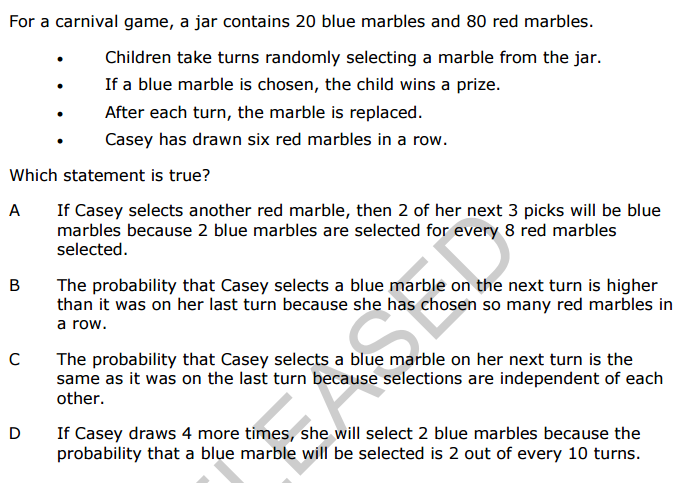 For a carnival game, a jar contains 20 blue marbles and 80 red marbles.
• Children take turns randomly selecting a marble from the jar.
• If a blue marble is chosen, the child wins a prize.
• After each turn, the marble is replaced.
• Casey has drawn six red marbles in a row.
Which statement is true?
A If Casey selects another red marble, then 2 of her next 3 picks will be blue
marbles because 2 blue marbles are selected for every 8 red marbles
selected.
B The probability that Casey selects a blue marble on the next turn is higher
than it was on her last turn because she has chosen so many red marbles in
a row.
C The probability that Casey selects a blue marble on her next turn is the
same as it was on the last turn because selections are independent of each
other.
D If Casey draws 4 more times, she will select 2 blue marbles because the
probability that a blue marble will be selected is 2 out of every 10 turns.